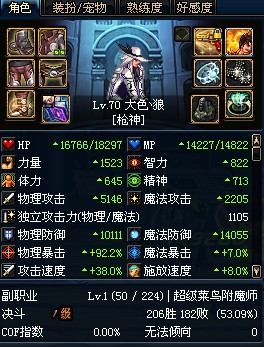 角色 装扮/宠物 熟练度 好感度
Lv.70 大色、狼
[枪神]
HP 16766/18297 MP 14227/14822
力量 1523 智力 822
体力 645 精神 713
物理攻击 5146 魔法攻击 2205
独立攻击力(物理/魔法) 1105
物理防御 10111 魔法防御 14055
物理暴击 +92.2% 魔法暴击 +7.0%
攻击速度 +38.0% 施放速度 +8.0%
副职业 Lv.1 (50 / 224) | 超级菜鸟附魔师
决斗 级 206胜 182败 (53.09%)
COF指数 0.00% 无法倾向 0